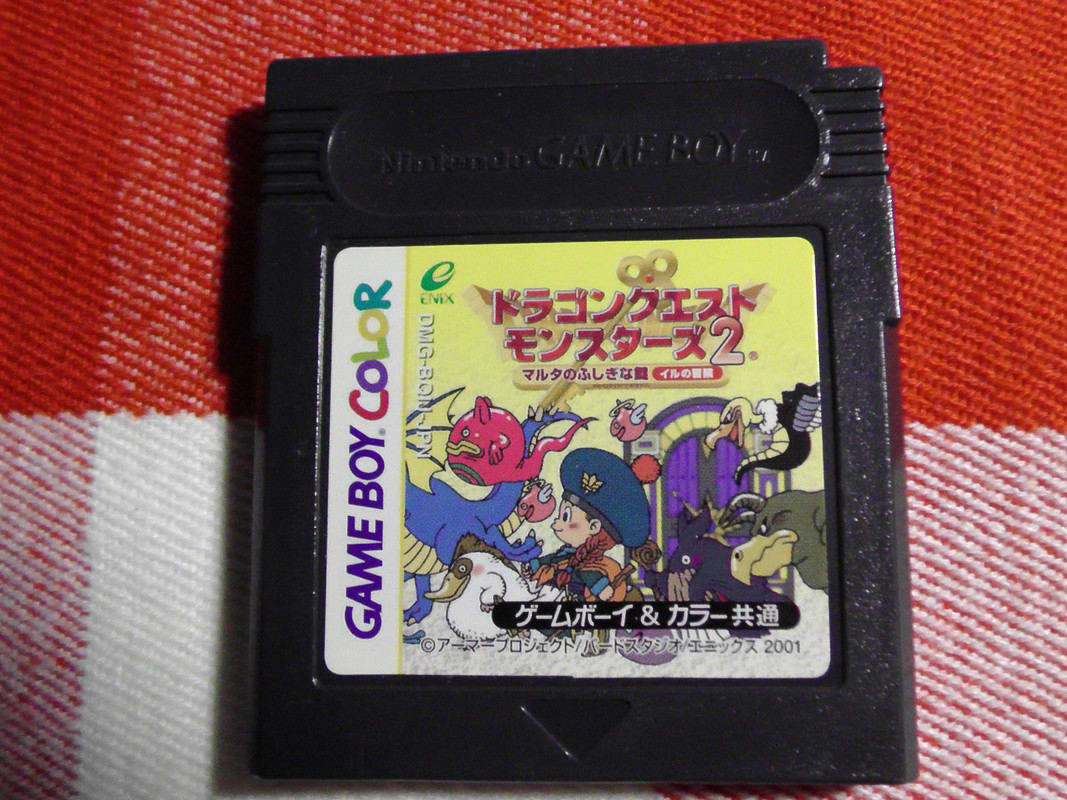 Nintendo GAME BOY TM
GAME BOY COLOR
ENIX
DMG-BQIJ-JPN
ドラゴンクエスト
モンスターズ2®
マルタのふしぎな鍵 イルの冒険
ゲームボーイ & カラー共通
©アーマープロジェクト/バードスタジオ/エニックス 2001